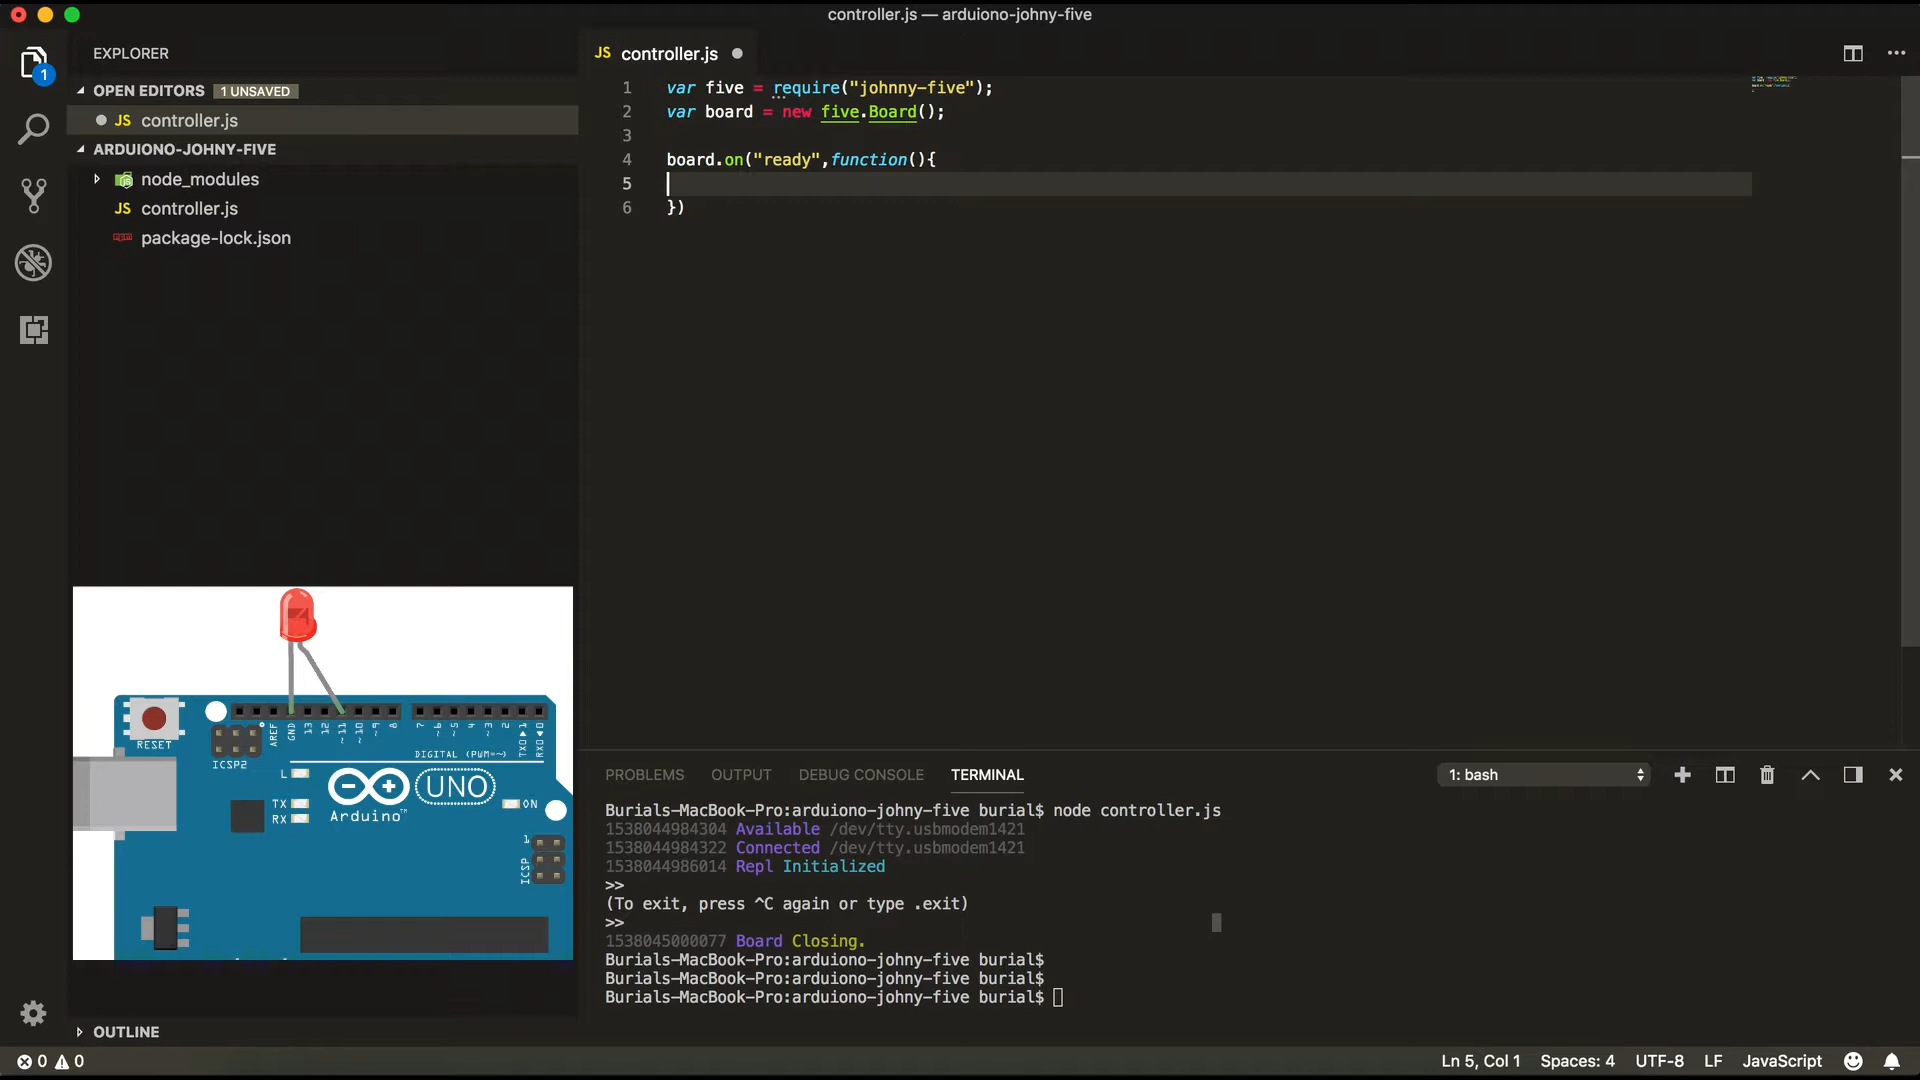 controller.js — arduiono-johny-five
EXPLORER
OPEN EDITORS 1 UNSAVED
JS controller.js
ARDUIONO-JOHNY-FIVE
node_modules
JS controller.js
package-lock.json
1
JS controller.js
1 var five = require("johnny-five");
2 var board = new five.Board();
3
4 board.on("ready",function(){
5
6 })
RESET
ICSP2
AREF
GND
13
12
~11
~10
~9
8
7
~6
~5
4
~3
2
TX0▶1
RX0◀0
DIGITAL (PWM=~)
L
TX
RX
UNO
Arduino™
ON
1
ICSP
PROBLEMS OUTPUT DEBUG CONSOLE TERMINAL 1: bash
Burials-MacBook-Pro:arduiono-johny-five burial$ node controller.js
1538044984304 Available /dev/tty.usbmodem1421
1538044984322 Connected /dev/tty.usbmodem1421
1538044986014 Repl Initialized
>>
(To exit, press ^C again or type .exit)
>>
1538045000077 Board Closing.
Burials-MacBook-Pro:arduiono-johny-five burial$
Burials-MacBook-Pro:arduiono-johny-five burial$
Burials-MacBook-Pro:arduiono-johny-five burial$
OUTLINE
0 0 Ln 5, Col 1 Spaces: 4 UTF-8 LF JavaScript